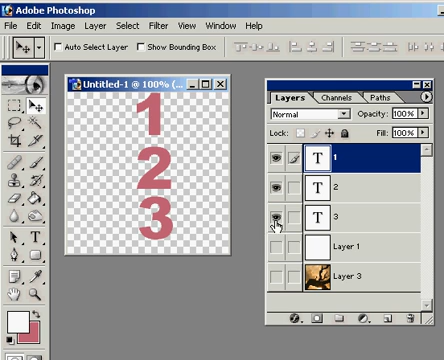 Adobe Photoshop
File Edit Image Layer Select Filter View Window Help
Auto Select Layer Show Bounding Box
Untitled-1 @ 100% (...
1
2
3
Layers Channels Paths
Normal Opacity: 100%
Lock: Fill: 100%
T 1
T 2
T 3
Layer 1
Layer 3
T